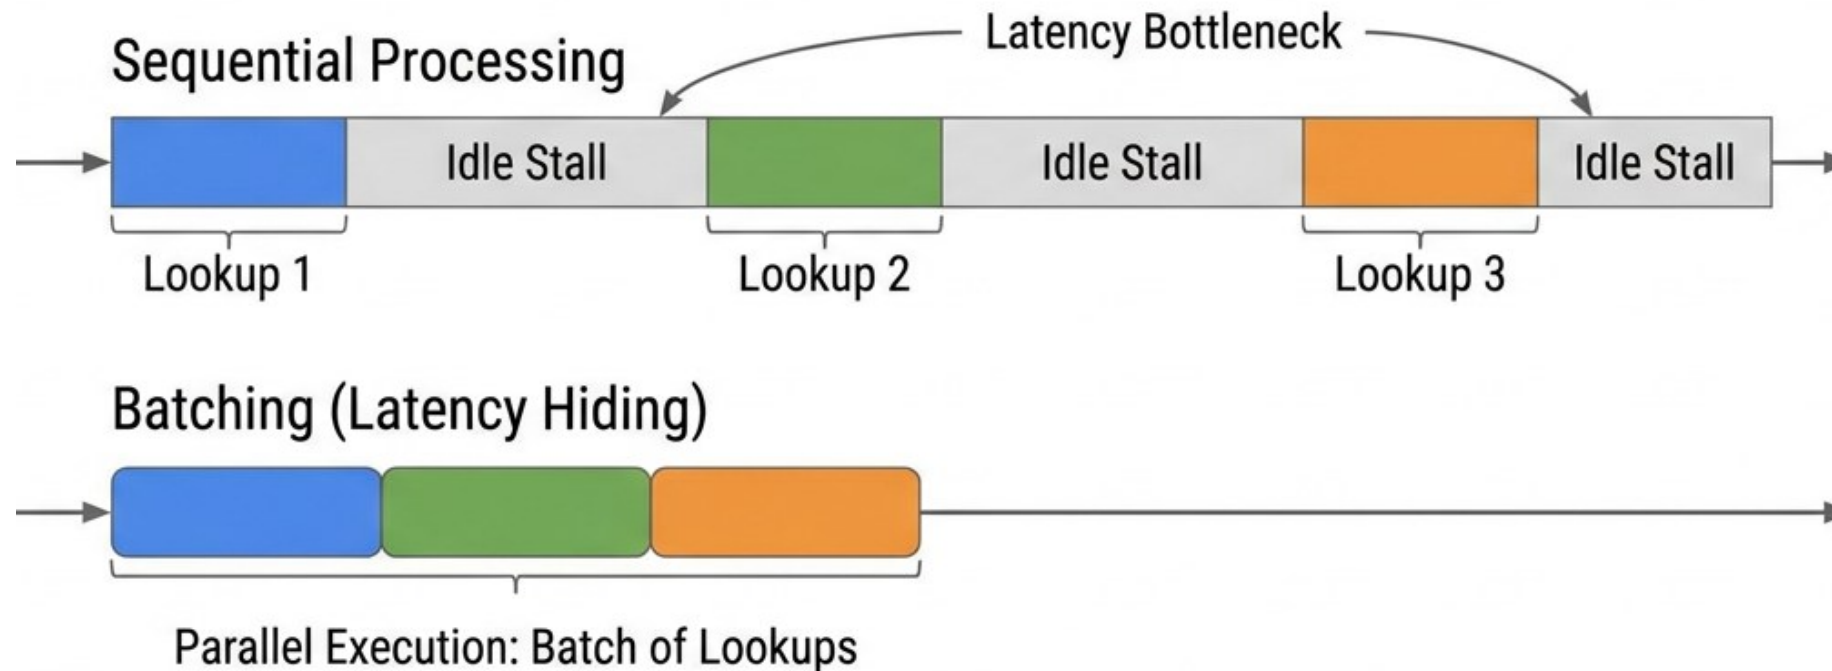 Latency Bottleneck
Sequential Processing
Idle Stall
Idle Stall
Idle Stall
Lookup 1
Lookup 2
Lookup 3
Batching (Latency Hiding)
Parallel Execution: Batch of Lookups